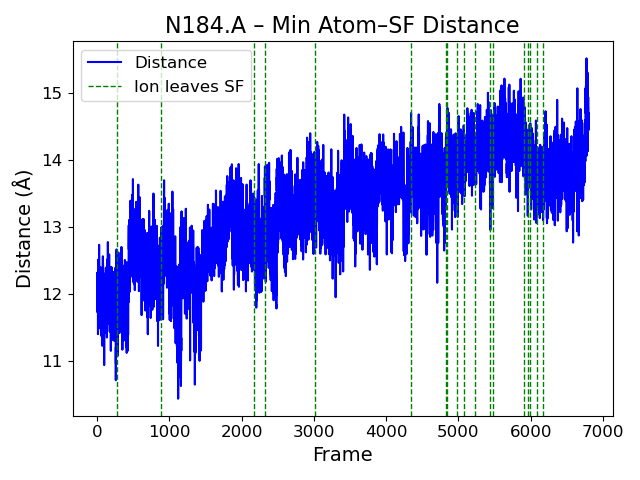 N184.A – Min Atom–SF Distance
Distance
Ion leaves SF
Distance (Å)
15
14
13
12
11
0 1000 2000 3000 4000 5000 6000 7000
Frame